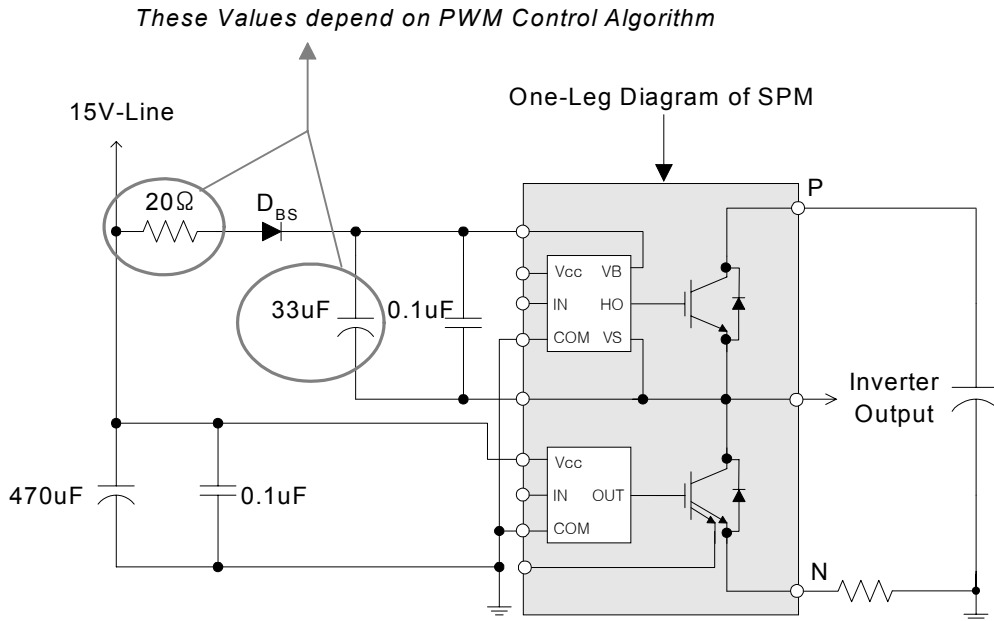 These Values depend on PWM Control Algorithm
15V-Line
One-Leg Diagram of SPM
P
20Ω
D_BS
Vcc VB
IN HO
COM VS
33uF
0.1uF
Inverter
Output
Vcc
IN OUT
COM
470uF
0.1uF
N